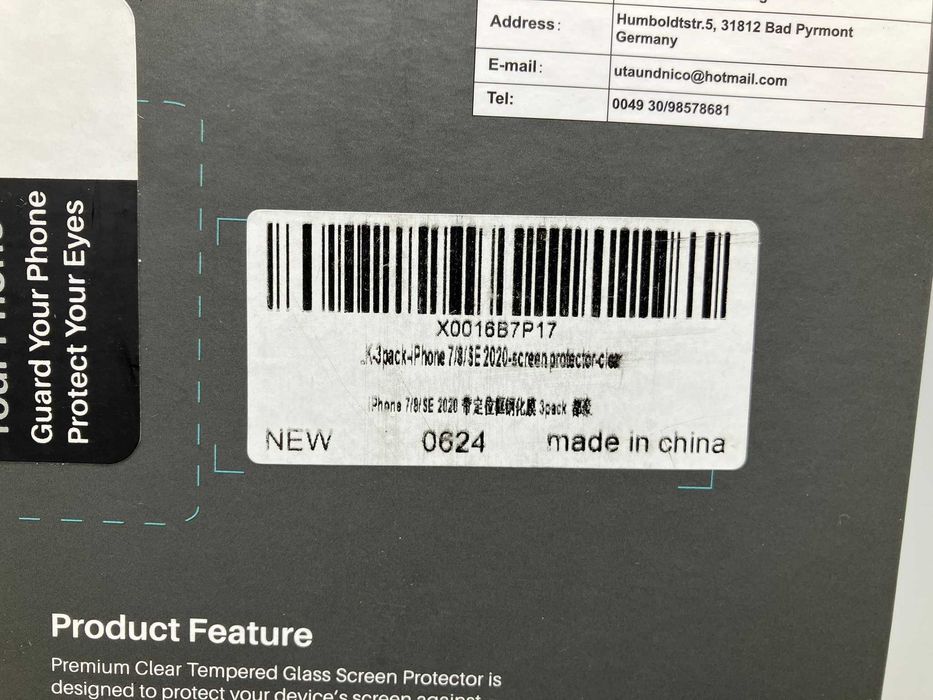 Address:
Humboldtstr.5, 31812 Bad Pyrmont
Germany
E-mail:
utaundnico@hotmail.com
Tel:
0049 30/98578681
Guard Your Phone
Protect Your Eyes
X0016B7P17
K-3pack-iPhone 7/8/SE 2020-screen protector-clear
iPhone 7/8/SE 2020 带定位框钢化膜 3pack
NEW 0624 made in china
Product Feature
Premium Clear Tempered Glass Screen Protector is
designed to protect your device's screen against